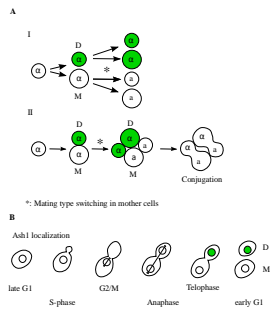 A
I
D
α
α
α
α
α
*
a
a
M
II
D
D
α
α
α
*
α
α
a
a
α
a
a
M
M
Conjugation
*: Mating type switching in mother cells
B
Ash1 localization
D
M
late G1
G2/M
Telophase
S-phase
Anaphase
early G1